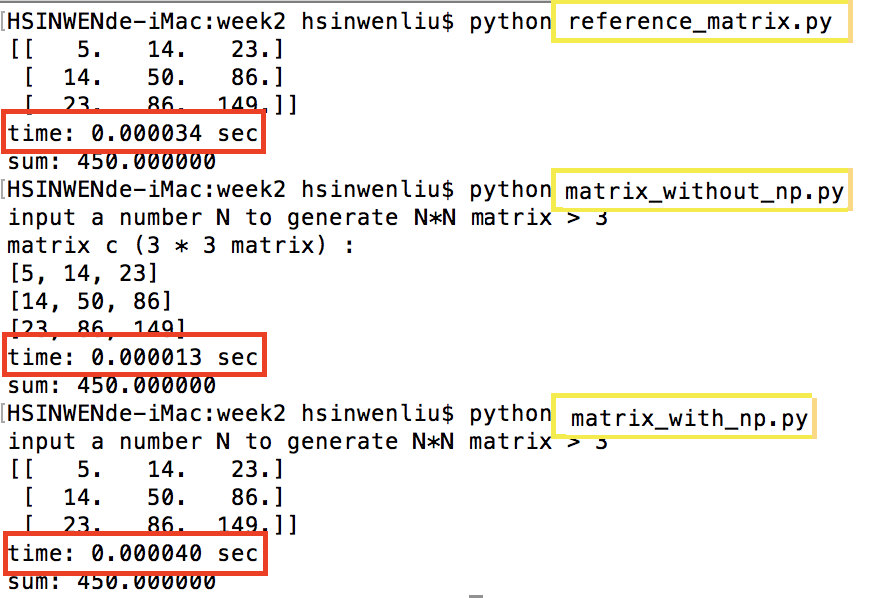 [HSINWENde-iMac:week2 hsinwenliu$ python reference_matrix.py
[[   5.   14.   23.]
 [  14.   50.   86.]
 [  23.   86.  149.]]
time: 0.000034 sec
sum: 450.000000
[HSINWENde-iMac:week2 hsinwenliu$ python matrix_without_np.py
input a number N to generate N*N matrix > 3
matrix c (3 * 3 matrix) :
[5, 14, 23]
[14, 50, 86]
[23, 86, 149]
time: 0.000013 sec
sum: 450.000000
[HSINWENde-iMac:week2 hsinwenliu$ python matrix_with_np.py
input a number N to generate N*N matrix > 3
[[   5.   14.   23.]
 [  14.   50.   86.]
 [  23.   86.  149.]]
time: 0.000040 sec
sum: 450.000000